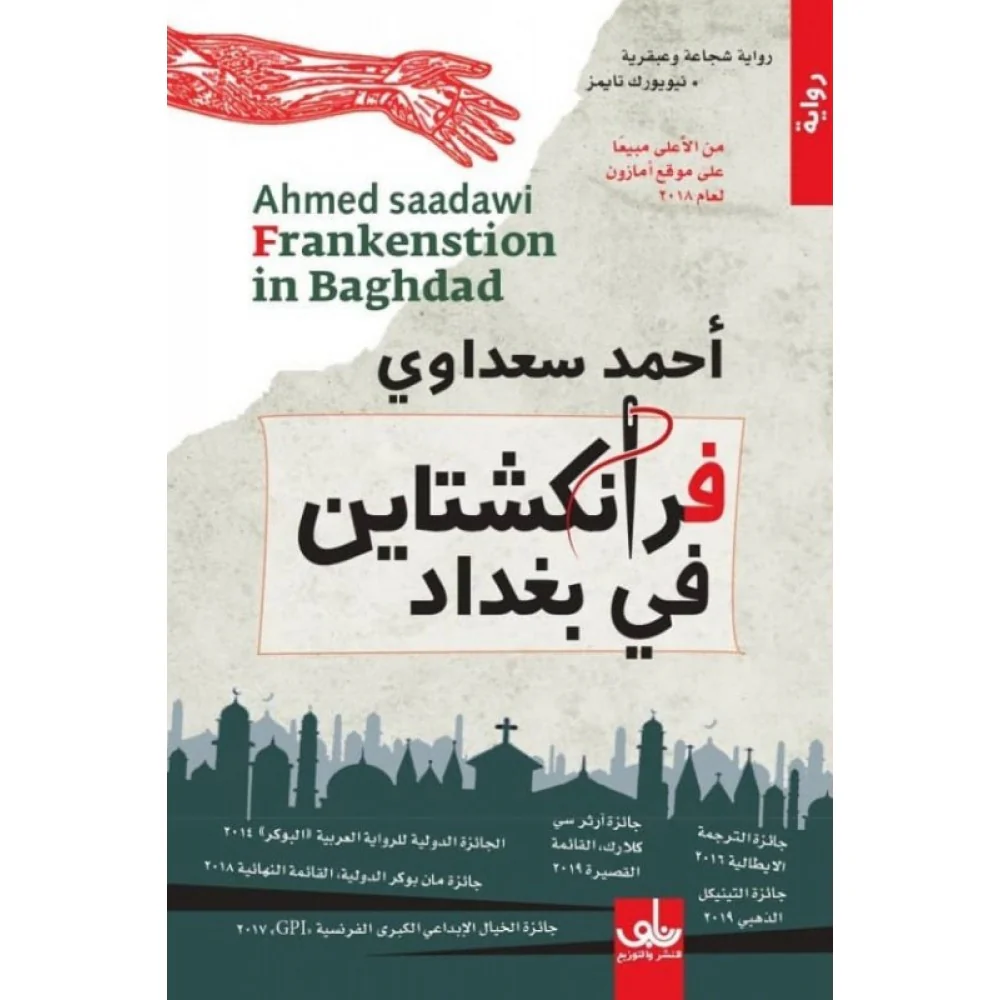 رواية شجاعة وعبقرية
• نيويورك تايمز
رواية
من الأعلى مبيعًا
على موقع أمازون
لعام ٢٠١٨
Ahmed saadawi
Frankenstion
in Baghdad
أحمد سعداوي
فرانكشتاين
في بغداد
جائزة الترجمة
الايطالية ٢٠١٦
جائزة التينيكل
الذهبي ٢٠١٩
جائزة آرثر سي
كلارك، القائمة
القصيرة ٢٠١٩
الجائزة الدولية للرواية العربية «البوكر» ٢٠١٤
جائزة مان بوكر الدولية، القائمة النهائية ٢٠١٨
جائزة الخيال الإبداعي الكبرى الفرنسية «GPI» ٢٠١٧
للنشر والتوزيع